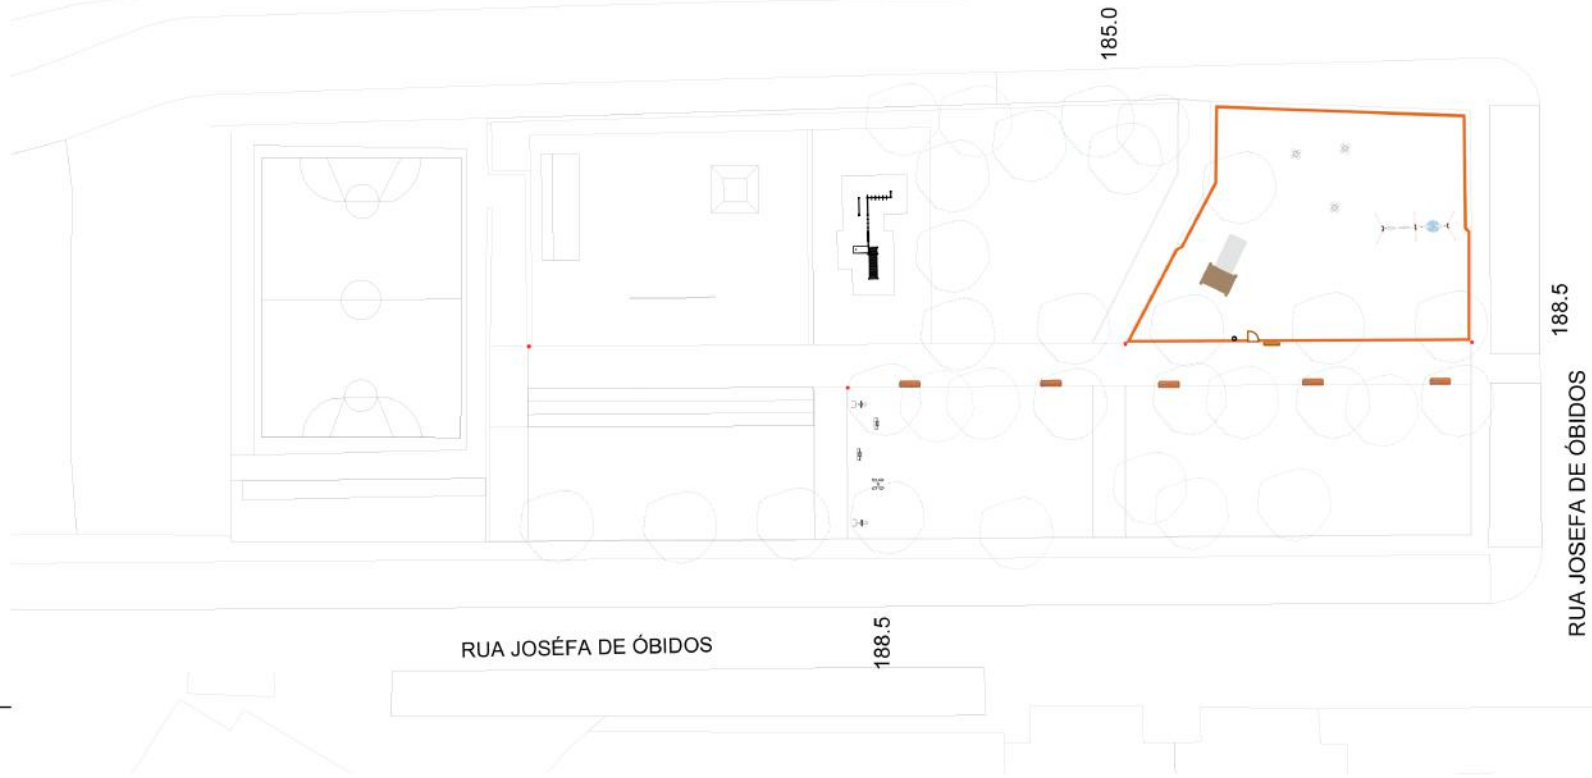 185.0
188.5
RUA JOSEFA DE ÓBIDOS
RUA JOSÉFA DE ÓBIDOS
188.5